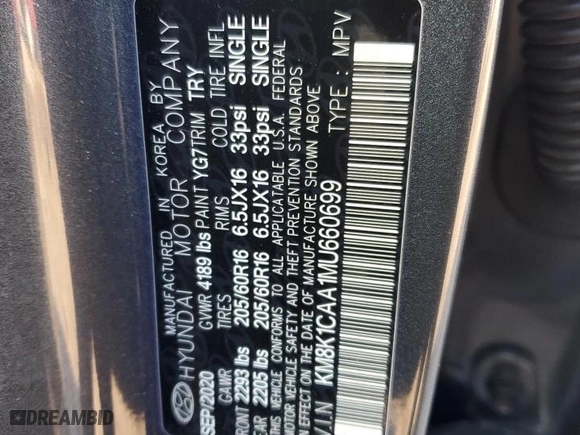 MANUFACTURED IN KOREA BY
HYUNDAI MOTOR COMPANY
SEP/2020 GVWR 4189 lbs PAINT YG7 TRIM TRY
GAWR TIRES RIMS COLD TIRE INFL
FRONT 2293 lbs 205/60R16 6.5JX16 33psi SINGLE
REAR 2205 lbs 205/60R16 6.5JX16 33psi SINGLE
THIS VEHICLE CONFORMS TO ALL APPLICABLE U.S.A. FEDERAL
MOTOR VEHICLE SAFETY AND THEFT PREVENTION STANDARDS IN
EFFECT ON THE DATE OF MANUFACTURE SHOWN ABOVE
V.I.N KM8K1CAA1MU660699 TYPE : MPV
DREAMBID.COM